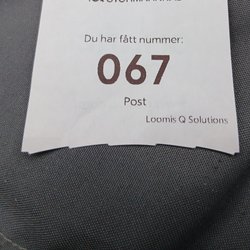 Du har fått nummer:
067
Post
Loomis Q Solutions